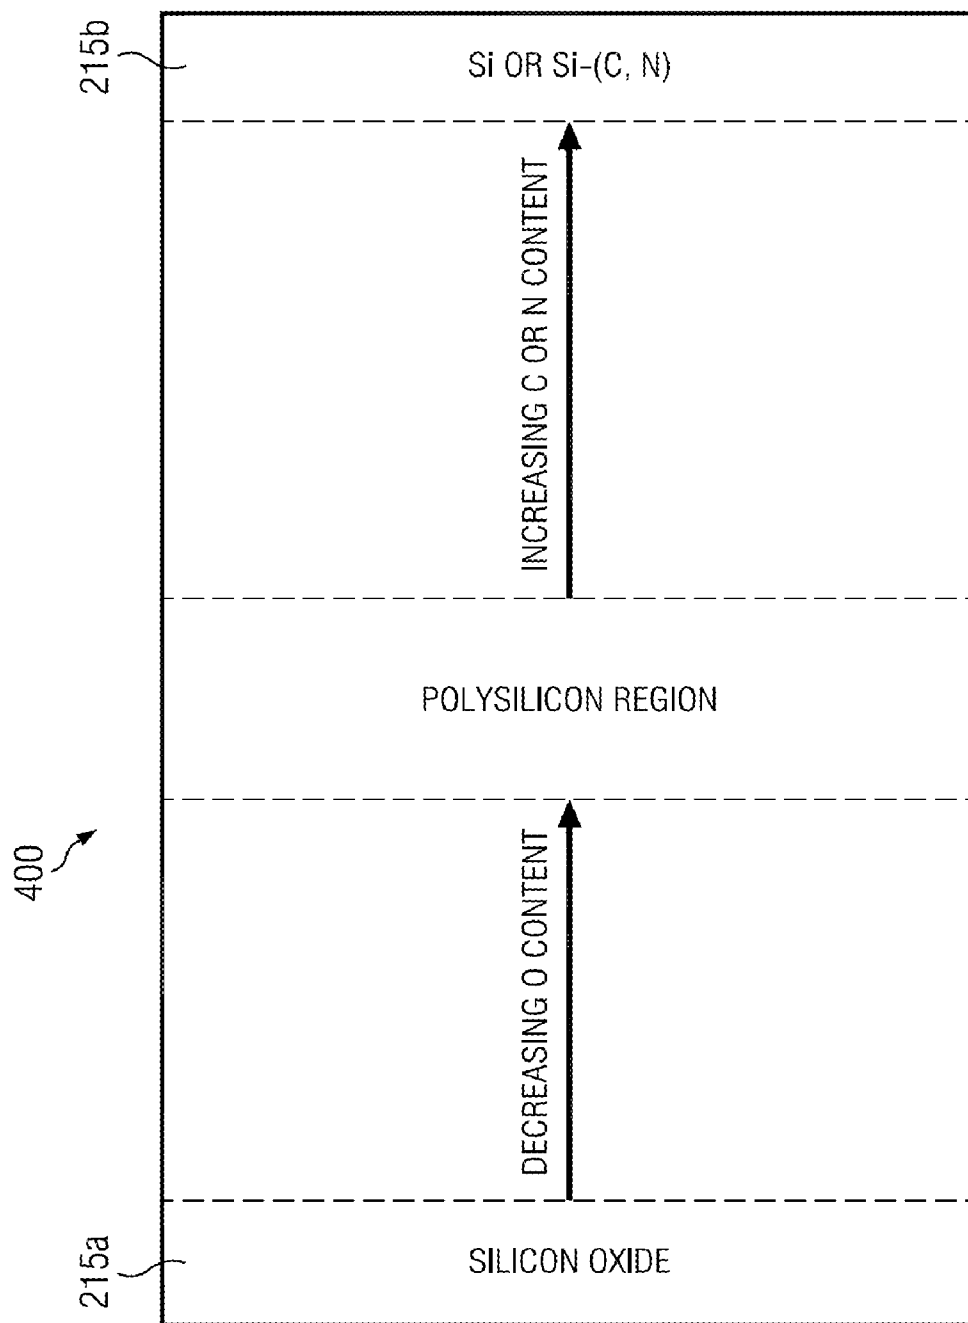 215b
Si OR Si-(C, N)
INCREASING C OR N CONTENT
POLYSILICON REGION
400
DECREASING O CONTENT
215a
SILICON OXIDE